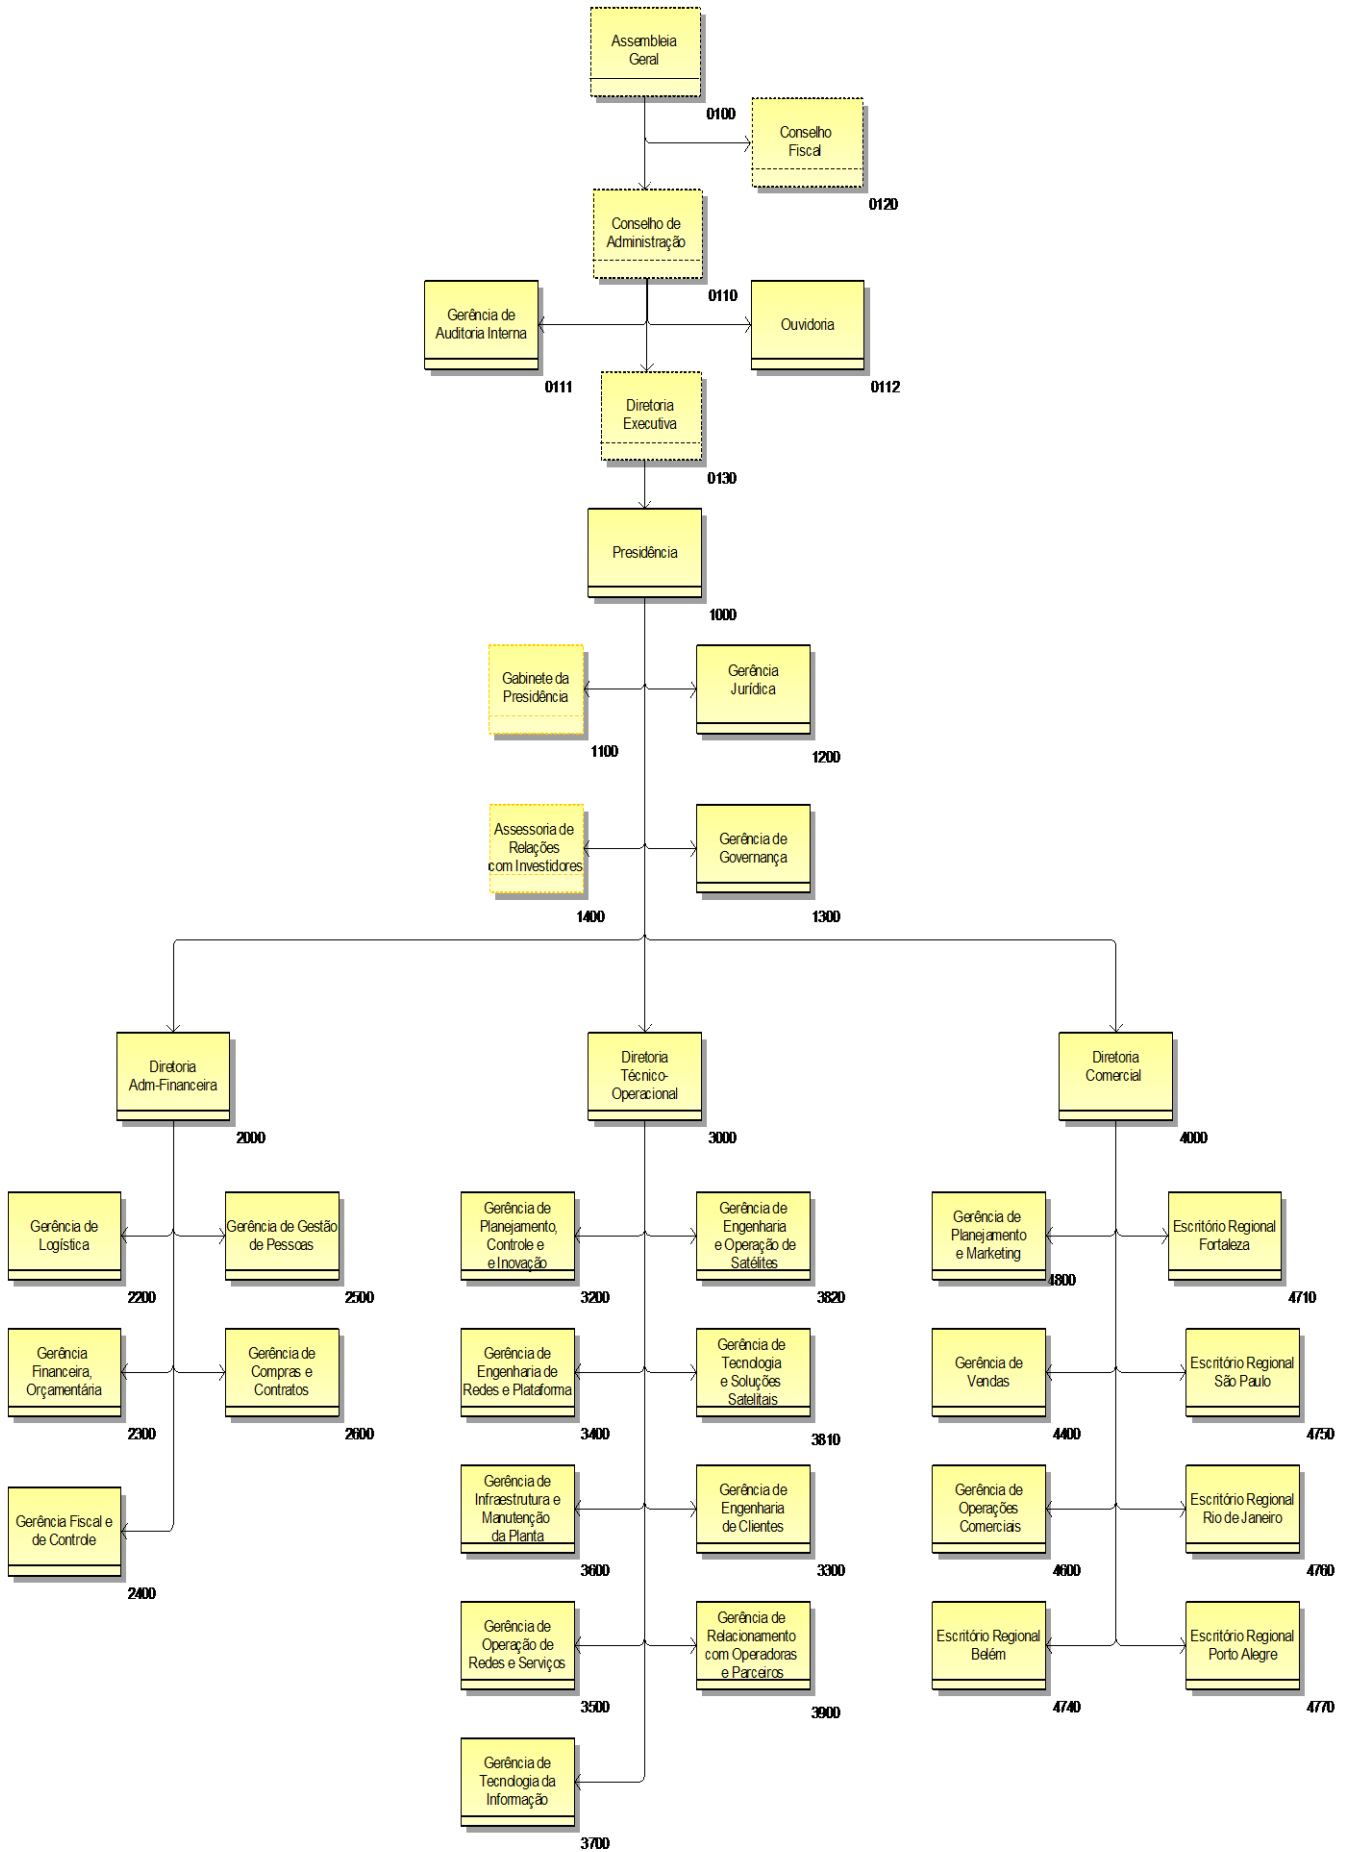 Assembleia
Geral
0100
Conselho
Fiscal
0120
Conselho de
Administração
0110
Gerência de
Auditoria Interna
0111
Ouvidoria
0112
Diretoria
Executiva
0130
Presidência
1000
Gabinete da
Presidência
1100
Gerência
Jurídica
1200
Assessoria de
Relações
com Investidores
1400
Gerência de
Governança
1300
Diretoria
Adm-Financeira
2000
Diretoria
Técnico-
Operacional
3000
Diretoria
Comercial
4000
Gerência de
Logística
2200
Gerência de Gestão
de Pessoas
2500
Gerência de
Planejamento,
Controle e
e Inovação
3200
Gerência de
Engenharia
e Operação de
Satélites
3820
Gerência de
Planejamento
e Marketing
4800
Escritório Regional
Fortaleza
4710
Gerência
Financeira,
Orçamentária
2300
Gerência de
Compras e
Contratos
2600
Gerência de
Engenharia de
Redes e Plataforma
3400
Gerência de
Tecnologia
e Soluções
Satelitais
3810
Gerência de
Vendas
4400
Escritório Regional
São Paulo
4750
Gerência Fiscal e
de Controle
2400
Gerência de
Infraestrutura e
Manutenção
da Planta
3600
Gerência de
Engenharia
de Clientes
3300
Gerência de
Operações
Comerciais
4600
Escritório Regional
Rio de Janeiro
4760
Gerência de
Operação de
Redes e Serviços
3500
Gerência de
Relacionamento
com Operadoras
e Parceiros
3900
Escritório Regional
Belém
4740
Escritório Regional
Porto Alegre
4770
Gerência de
Tecnologia da
Informação
3700